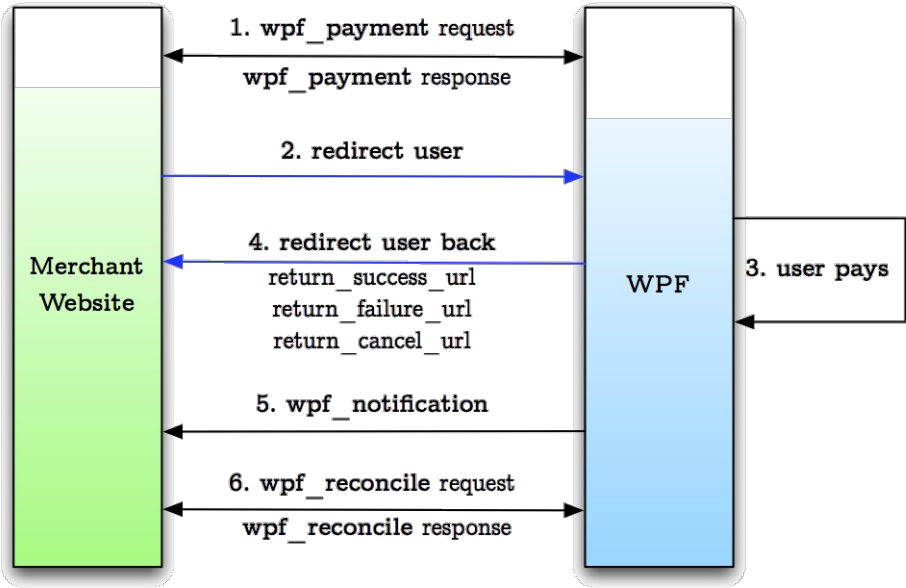 1. wpf_payment request
wpf_payment response
2. redirect user
4. redirect user back
return_success_url
return_failure_url
return_cancel_url
Merchant
Website
WPF
3. user pays
5. wpf_notification
6. wpf_reconcile request
wpf_reconcile response